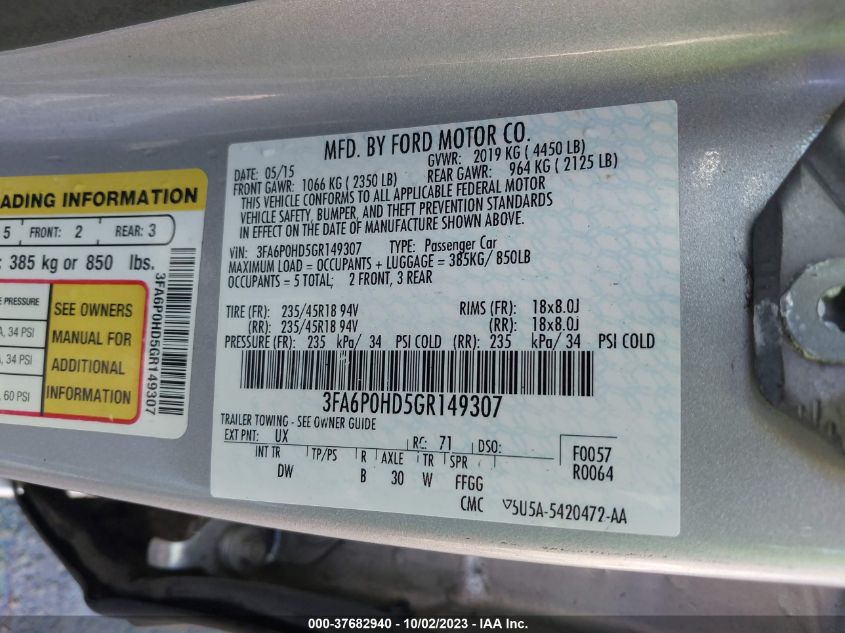 ADING INFORMATION
5 FRONT: 2 REAR: 3
: 385 kg or 850 lbs.
PRESSURE
SEE OWNERS
MANUAL FOR
ADDITIONAL
INFORMATION
, 34 PSI
, 34 PSI
, 60 PSI
3FA6P0HD5GR149307
MFD. BY FORD MOTOR CO.
DATE: 05/15 GVWR: 2019 KG ( 4450 LB)
FRONT GAWR: 1066 KG ( 2350 LB) REAR GAWR: 964 KG ( 2125 LB)
THIS VEHICLE CONFORMS TO ALL APPLICABLE FEDERAL MOTOR
VEHICLE SAFETY, BUMPER, AND THEFT PREVENTION STANDARDS
IN EFFECT ON THE DATE OF MANUFACTURE SHOWN ABOVE.
VIN: 3FA6P0HD5GR149307 TYPE: Passenger Car
MAXIMUM LOAD = OCCUPANTS + LUGGAGE = 385KG/ 850LB
OCCUPANTS = 5 TOTAL; 2 FRONT, 3 REAR
TIRE (FR): 235/45R18 94V RIMS (FR): 18x8.0J
(RR): 235/45R18 94V (RR): 18x8.0J
PRESSURE (FR): 235 kPa/ 34 PSI COLD (RR): 235 kPa/ 34 PSI COLD
3FA6P0HD5GR149307
TRAILER TOWING - SEE OWNER GUIDE
EXT PNT: UX RC: 71 DSO:
INT TR TP/PS R AXLE TR SPR
DW B 30 W FFGG
F0057
R0064
CMC 5U5A-5420472-AA
000-37682940 - 10/02/2023 - IAA Inc.